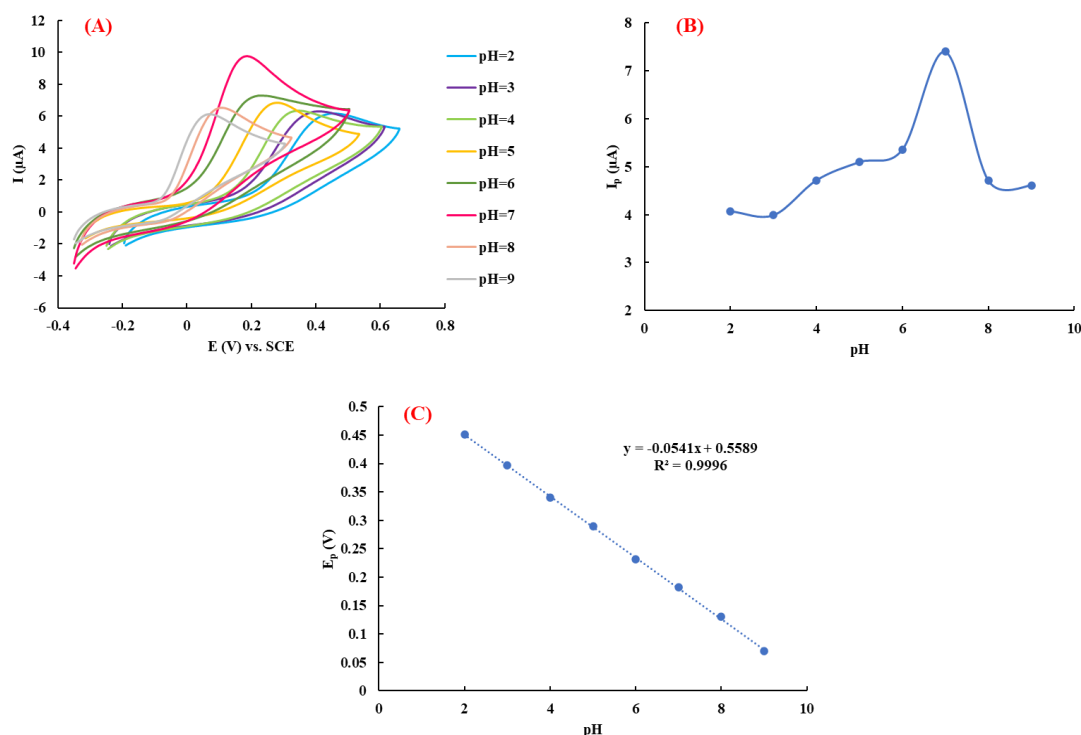 (A)
12
10
8
6
4
2
0
-2
-4
-6
I (µA)
-0.4 -0.2 0 0.2 0.4 0.6 0.8
E (V) vs. SCE
pH=2
pH=3
pH=4
pH=5
pH=6
pH=7
pH=8
pH=9
(B)
8
7
6
5
4
3
2
Ip (µA)
0 2 4 6 8 10
pH
(C)
0.5
0.45
0.4
0.35
0.3
0.25
0.2
0.15
0.1
0.05
0
Ep (V)
y = -0.0541x + 0.5589
R² = 0.9996
0 2 4 6 8 10
pH